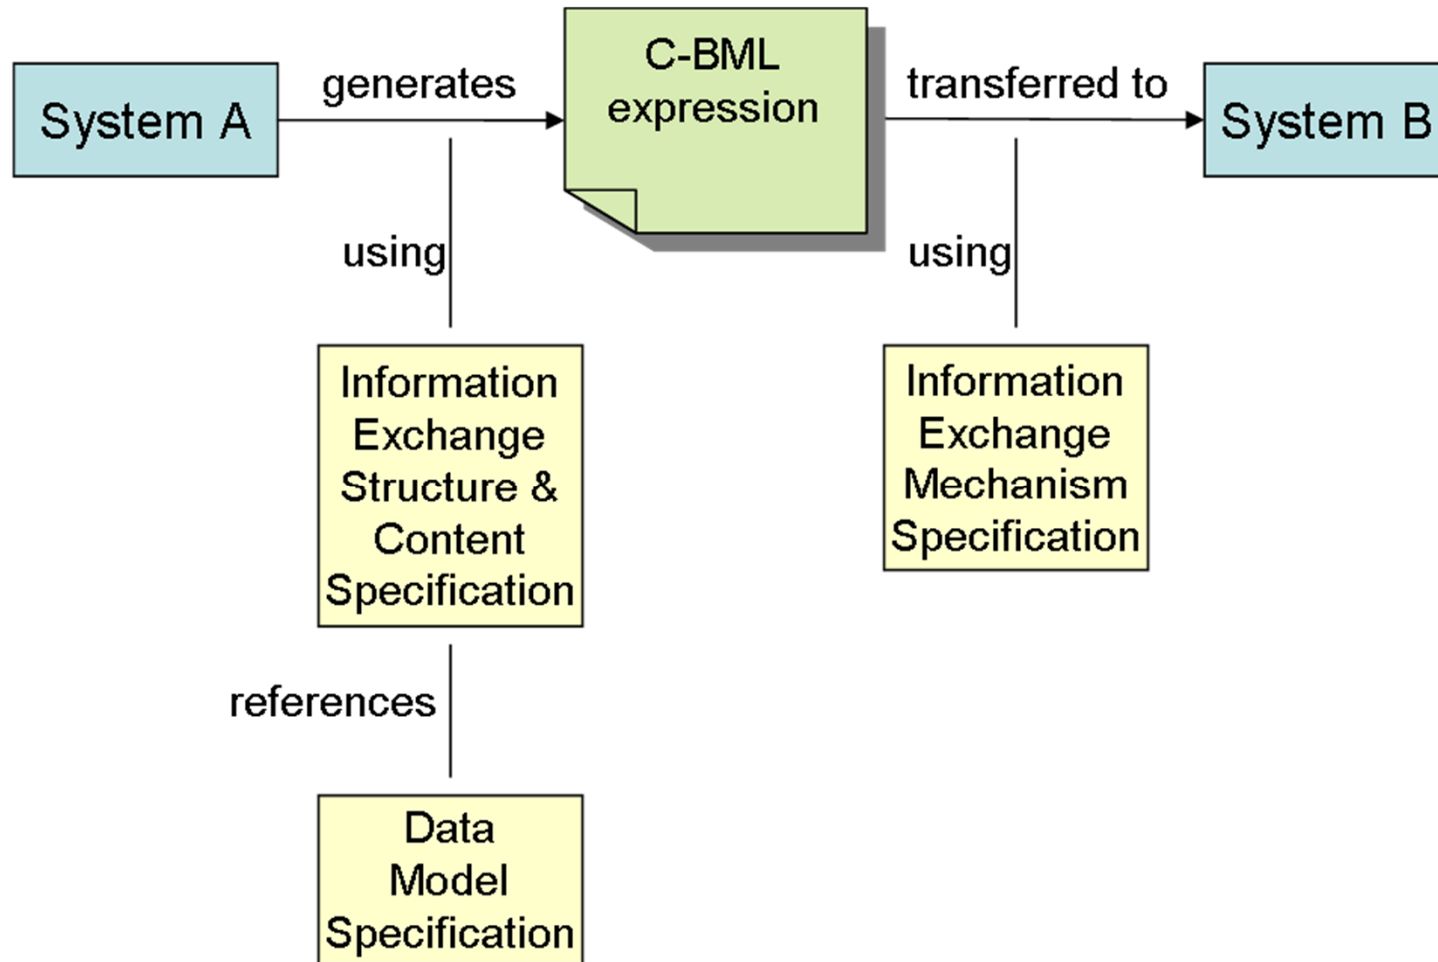 System A
generates
C-BML
expression
transferred to
System B
using
using
Information
Exchange
Structure &
Content
Specification
Information
Exchange
Mechanism
Specification
references
Data
Model
Specification